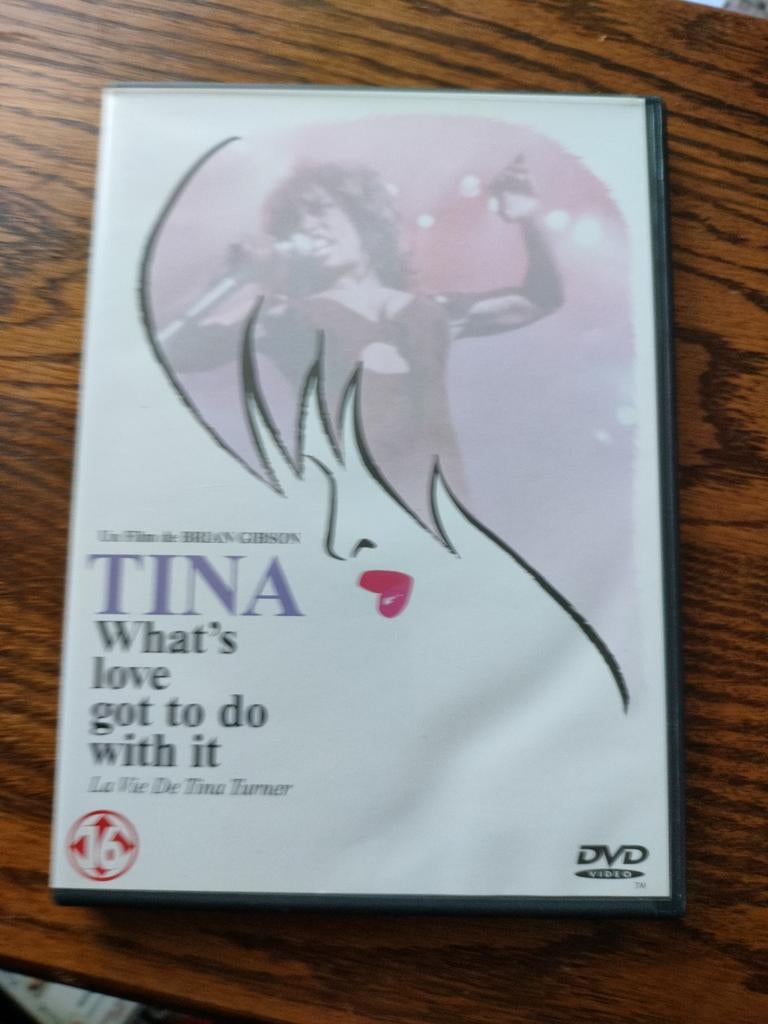 Un Film de BRIAN GIBSON
TINA
What's
love
got to do
with it
La Vie De Tina Turner
16
DVD
VIDEO
TM